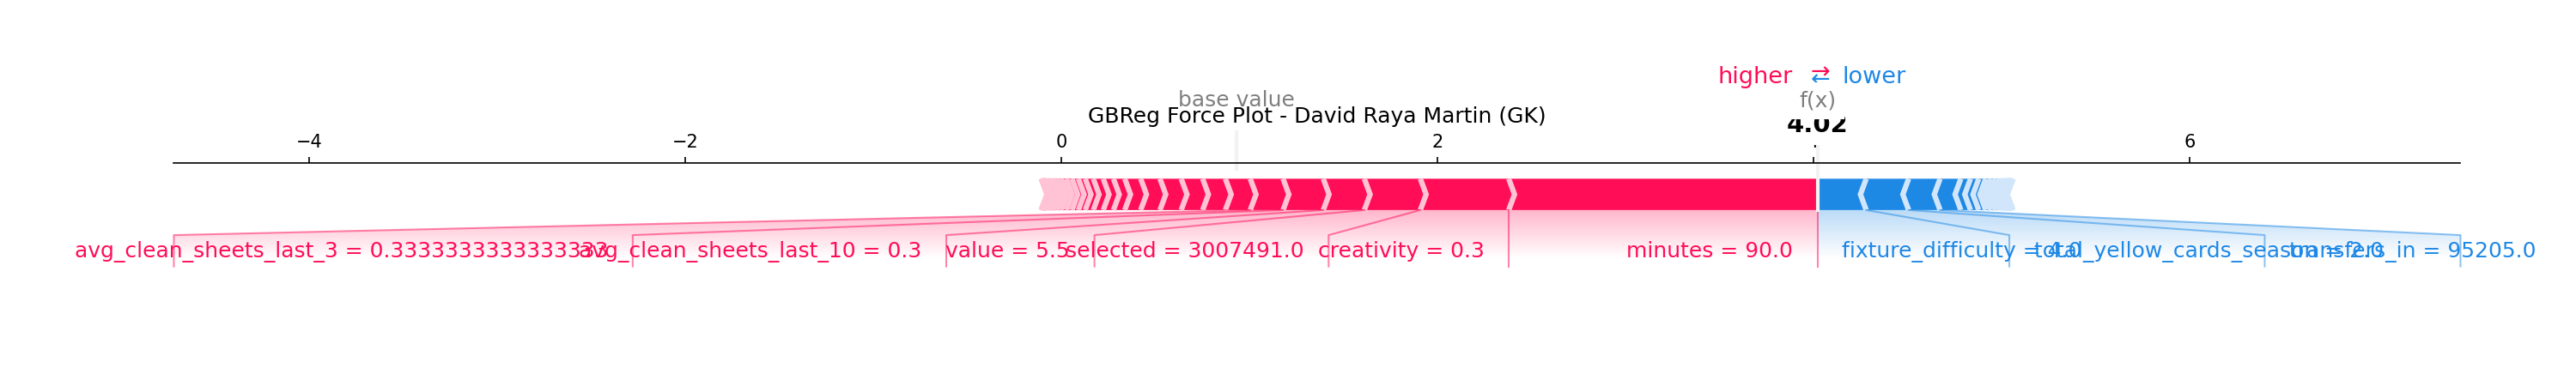 higher ⇄ lower
base value
f(x)
GBReg Force Plot - David Raya Martin (GK)
4.02
−4
−2
0
2
6
avg_clean_sheets_last_3 = 0.3333333333333333
avg_clean_sheets_last_10 = 0.3
value = 5.5
selected = 3007491.0
creativity = 0.3
minutes = 90.0
fixture_difficulty = 4.0
total_yellow_cards_season = 2.0
transfers_in = 95205.0